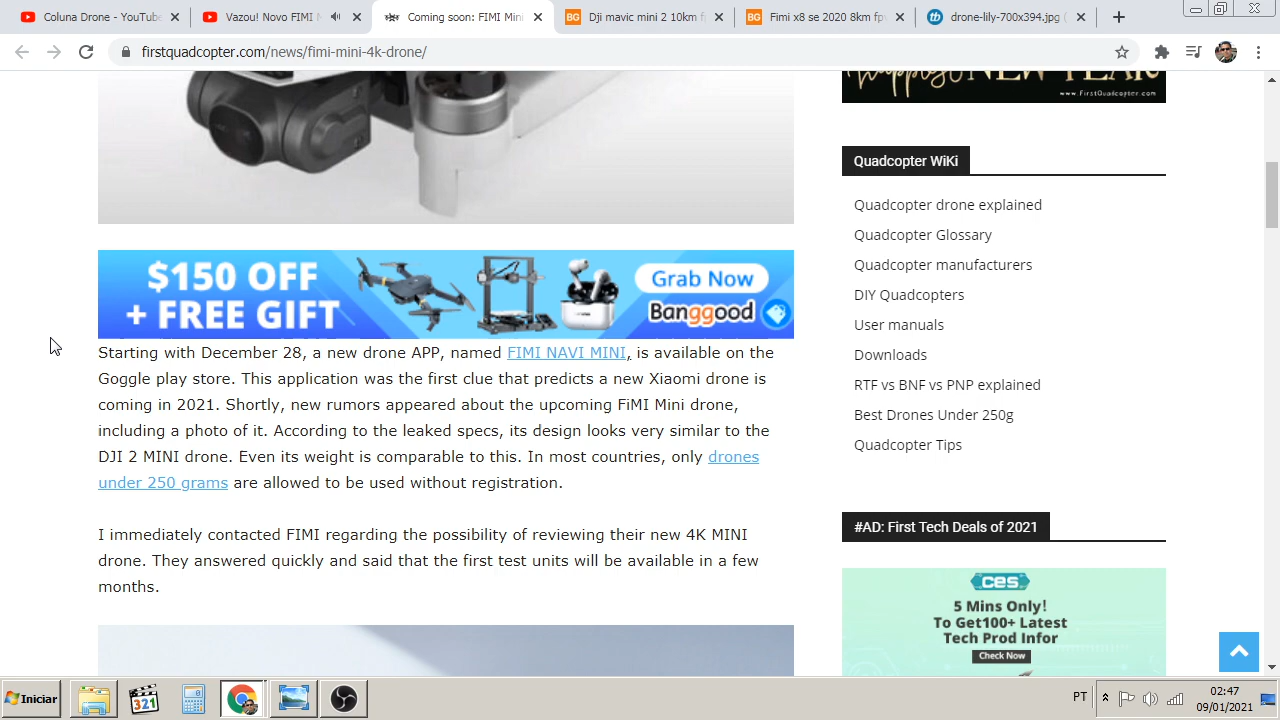 Coluna Drone - YouTube
Vazou! Novo FIMI M
Coming soon: FIMI Min
Dji mavic mini 2 10km f
Fimi x8 se 2020 8km fp
drone-lily-700x394.jpg (
firstquadcopter.com/news/fimi-mini-4k-drone/
Happy NEW YEAR
www.FirstQuadcopter.com
Quadcopter WiKi
Quadcopter drone explained
Quadcopter Glossary
Quadcopter manufacturers
DIY Quadcopters
User manuals
Downloads
RTF vs BNF vs PNP explained
Best Drones Under 250g
Quadcopter Tips
$150 OFF
+ FREE GIFT
Grab Now
Banggood
Starting with December 28, a new drone APP, named FIMI NAVI MINI, is available on the
Goggle play store. This application was the first clue that predicts a new Xiaomi drone is
coming in 2021. Shortly, new rumors appeared about the upcoming FiMI Mini drone,
including a photo of it. According to the leaked specs, its design looks very similar to the
DJI 2 MINI drone. Even its weight is comparable to this. In most countries, only drones
under 250 grams are allowed to be used without registration.
I immediately contacted FIMI regarding the possibility of reviewing their new 4K MINI
drone. They answered quickly and said that the first test units will be available in a few
months.
#AD: First Tech Deals of 2021
ces
5 Mins Only!
To Get100+ Latest
Tech Prod Infor
Check Now
Iniciar
321
PT
02:47
09/01/2021